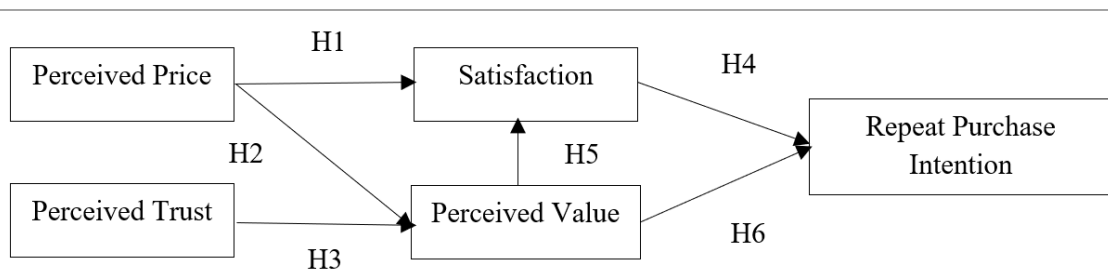 H1
Perceived Price
Satisfaction
H4
Repeat Purchase
Intention
H2
H5
Perceived Trust
Perceived Value
H6
H3